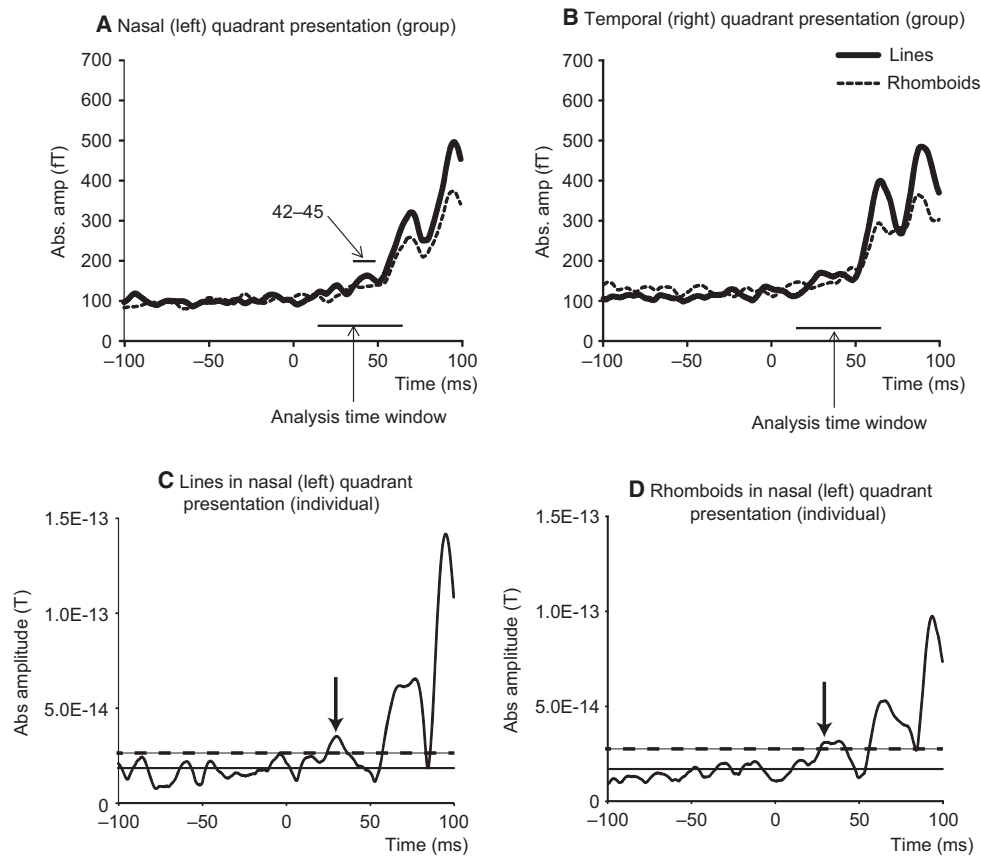 A Nasal (left) quadrant presentation (group)
700
600
500
400
300
200
100
0
Abs. amp (fT)
42–45
–100
–50
0
50
100
Time (ms)
Analysis time window
B Temporal (right) quadrant presentation (group)
Lines
Rhomboids
700
600
500
400
300
200
100
0
Abs. amp (fT)
–100
–50
0
50
100
Time (ms)
Analysis time window
C Lines in nasal (left) quadrant
presentation (individual)
1.5E-13
1.0E-13
5.0E-14
0
Abs amplitude (T)
–100
–50
0
50
100
Time (ms)
D Rhomboids in nasal (left) quadrant
presentation (individual)
1.5E-13
1.0E-13
5.0E-14
0
Abs amplitude (T)
–100
–50
0
50
100
Time (ms)